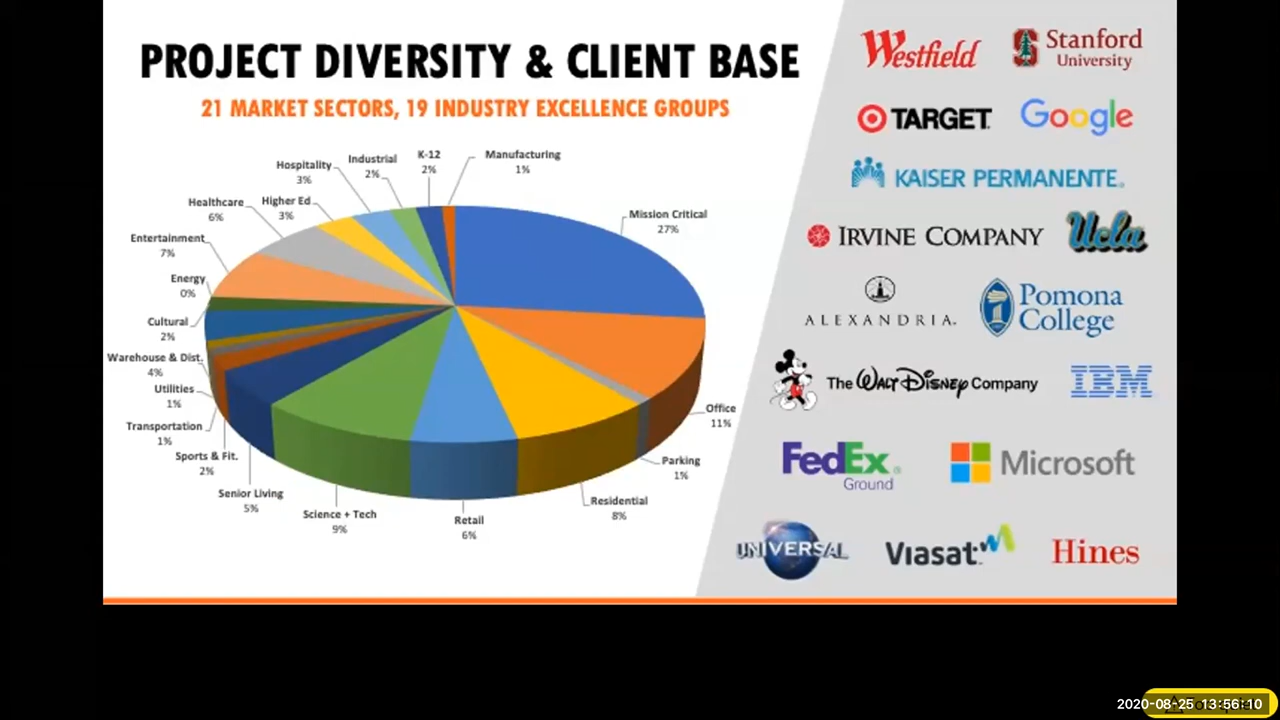 PROJECT DIVERSITY & CLIENT BASE
21 MARKET SECTORS, 19 INDUSTRY EXCELLENCE GROUPS
Manufacturing
1%
K-12
2%
Industrial
2%
Hospitality
3%
Higher Ed
3%
Healthcare
6%
Entertainment
7%
Energy
0%
Cultural
2%
Warehouse & Dist.
4%
Utilities
1%
Transportation
1%
Sports & Fit.
2%
Senior Living
5%
Science + Tech
9%
Retail
6%
Residential
8%
Parking
1%
Office
11%
Mission Critical
27%
Westfield
Stanford
University
TARGET
Google
KAISER PERMANENTE®
IRVINE COMPANY
Ucla
ALEXANDRIA.
Pomona
College
The WALT DISNEY Company
IBM
FedEx®
Ground
Microsoft
UNIVERSAL
Viasat
Hines
2020-08-25 13:56:10